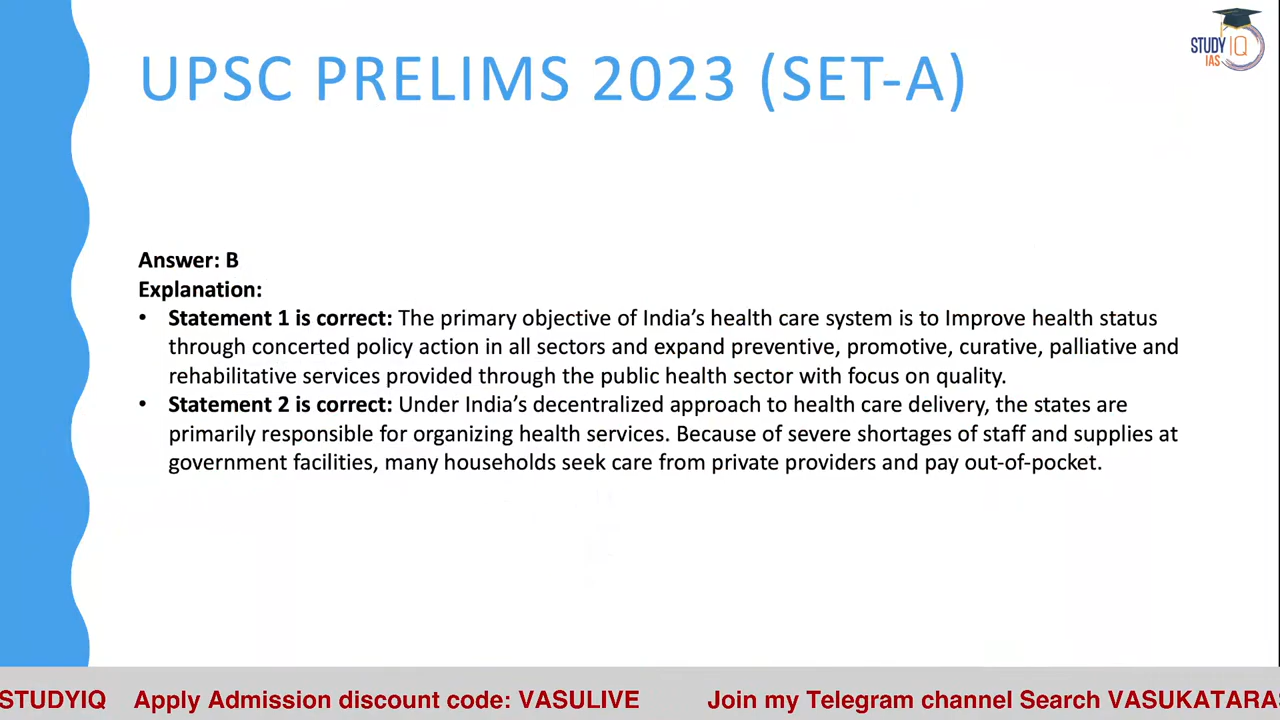 UPSC PRELIMS 2023 (SET-A)
STUDY IQ
IAS
Answer: B
Explanation:
• Statement 1 is correct: The primary objective of India's health care system is to Improve health status
through concerted policy action in all sectors and expand preventive, promotive, curative, palliative and
rehabilitative services provided through the public health sector with focus on quality.
• Statement 2 is correct: Under India's decentralized approach to health care delivery, the states are
primarily responsible for organizing health services. Because of severe shortages of staff and supplies at
government facilities, many households seek care from private providers and pay out-of-pocket.
STUDYIQ Apply Admission discount code: VASULIVE Join my Telegram channel Search VASUKATARA